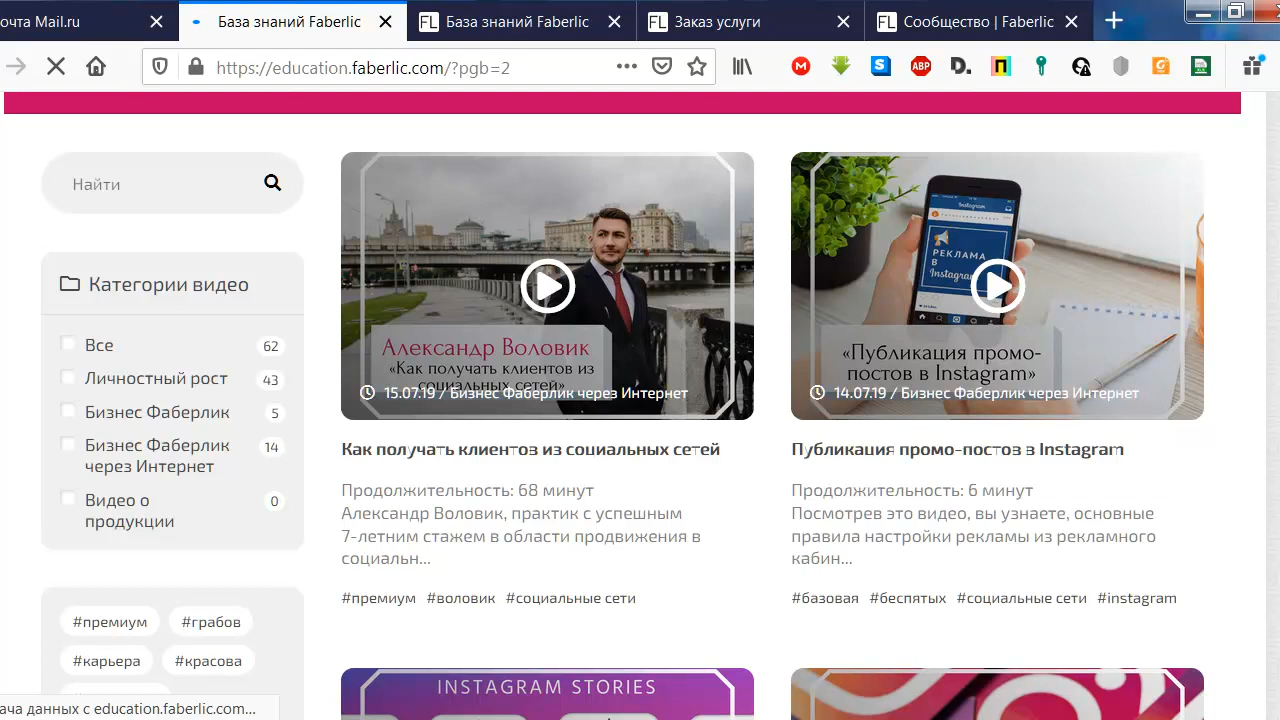 очта Mail.ru
База знаний Faberlic
База знаний Faberlic
Заказ услуги
Сообщество | Faberlic
https://education.faberlic.com/?pgb=2
Найти
Категории видео
Все 62
Личностный рост 43
Бизнес Фаберлик 5
Бизнес Фаберлик
через Интернет 14
Видео о
продукции 0
#премиум #грабов
#карьера #красова
Александр Воловик
«Как получать клиентов из
социальных сетей»
15.07.19 / Бизнес Фаберлик через Интернет
Как получать клиентов из социальных сетей
Продолжительность: 68 минут
Александр Воловик, практик с успешным
7-летним стажем в области продвижения в
социальн...
#премиум #воловик #социальные сети
Instagram
РЕКЛАМА
В
Instagram
«Публикация промо-
постов в Instagram»
14.07.19 / Бизнес Фаберлик через Интернет
Публикация промо-постов в Instagram
Продолжительность: 6 минут
Посмотрев это видео, вы узнаете, основные
правила настройки рекламы из рекламного
кабин...
#базовая #беспятых #социальные сети #instagram
INSTAGRAM STORIES
ача данных с education.faberlic.com...